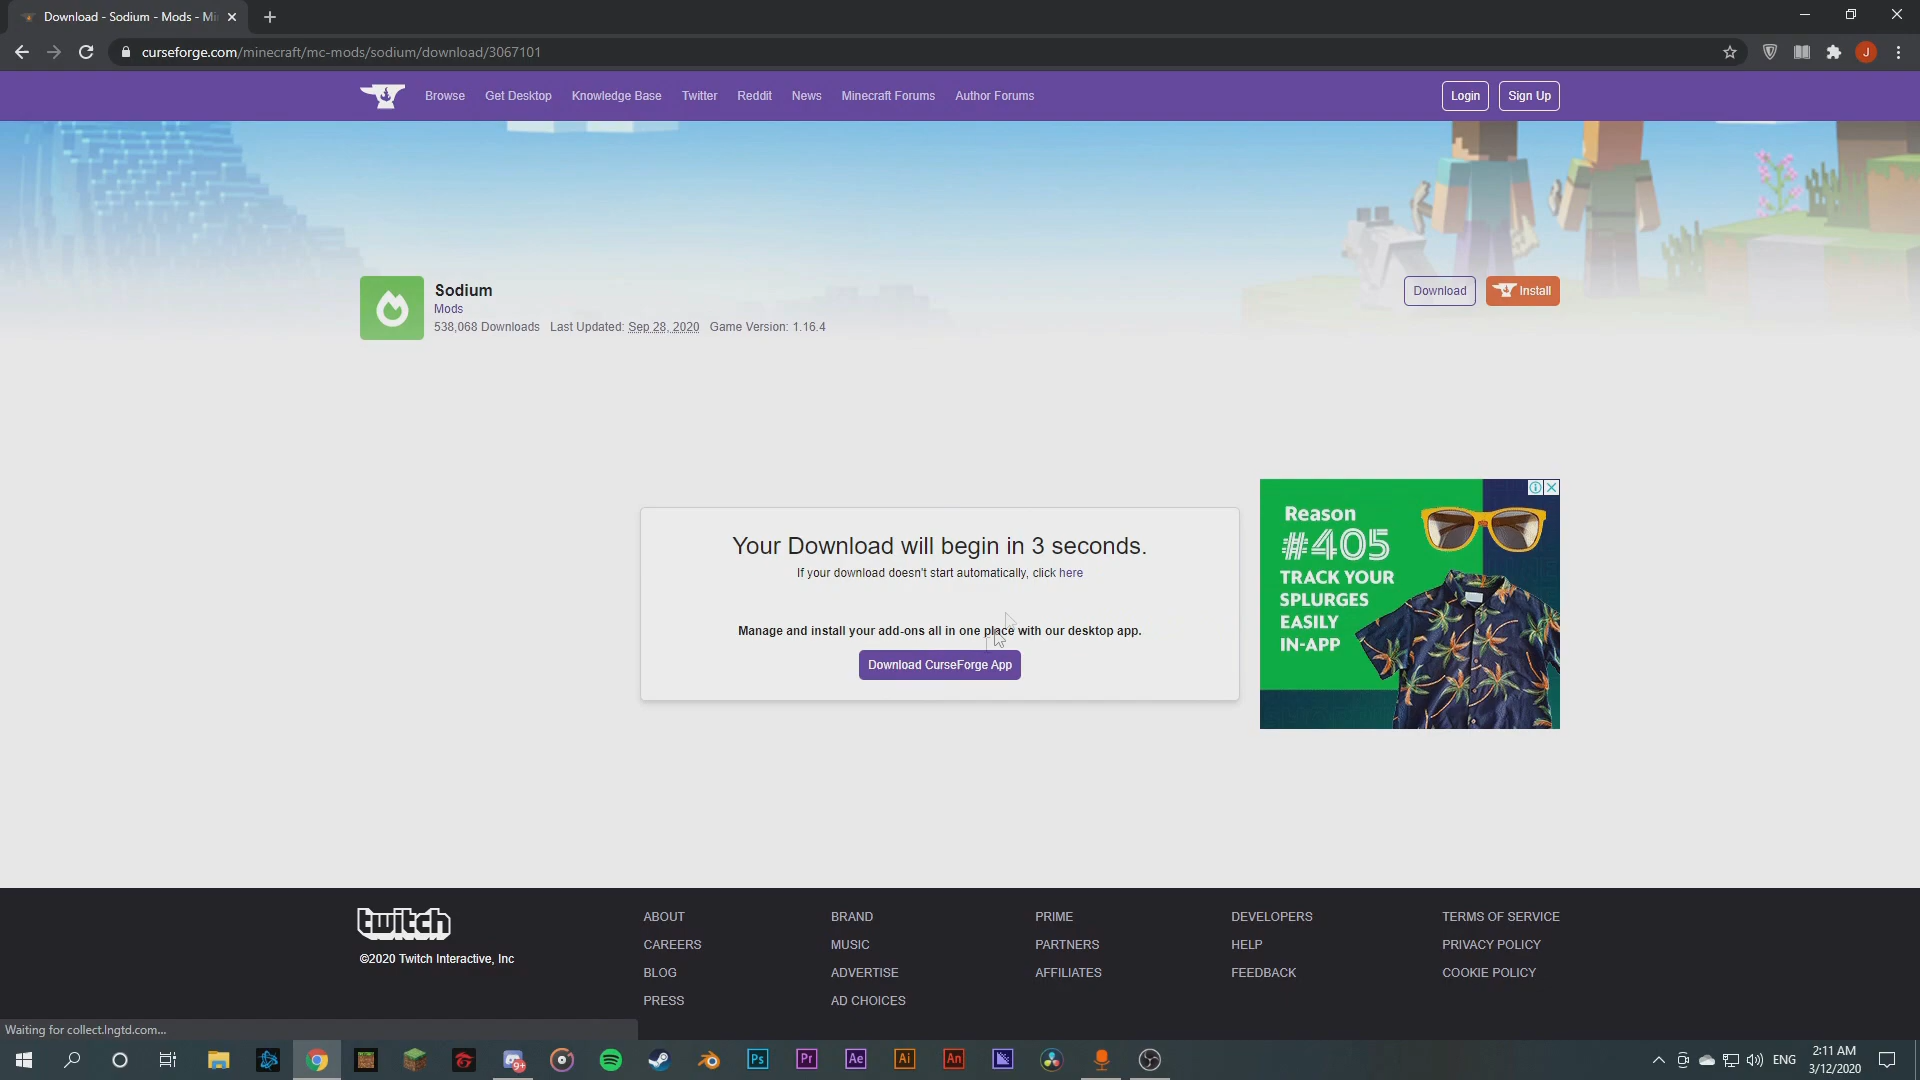 Download - Sodium - Mods - Mi
curseforge.com/minecraft/mc-mods/sodium/download/3067101
J
Browse Get Desktop Knowledge Base Twitter Reddit News Minecraft Forums Author Forums Login Sign Up
Sodium
Mods
538,068 Downloads Last Updated: Sep 28, 2020 Game Version: 1.16.4
Download Install
Your Download will begin in 3 seconds.
If your download doesn't start automatically, click here
Manage and install your add-ons all in one place with our desktop app.
Download CurseForge App
Reason
#405
TRACK YOUR
SPLURGES
EASILY
IN-APP
twitch
©2020 Twitch Interactive, Inc
ABOUT
CAREERS
BLOG
PRESS
BRAND
MUSIC
ADVERTISE
AD CHOICES
PRIME
PARTNERS
AFFILIATES
DEVELOPERS
HELP
FEEDBACK
TERMS OF SERVICE
PRIVACY POLICY
COOKIE POLICY
Waiting for collect.lngtd.com...
9+
Ps Pr Ae Ai An
ENG
2:11 AM
3/12/2020